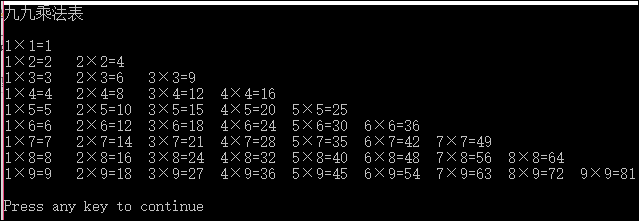 九九乘法表
1×1=1
1×2=2 2×2=4
1×3=3 2×3=6 3×3=9
1×4=4 2×4=8 3×4=12 4×4=16
1×5=5 2×5=10 3×5=15 4×5=20 5×5=25
1×6=6 2×6=12 3×6=18 4×6=24 5×6=30 6×6=36
1×7=7 2×7=14 3×7=21 4×7=28 5×7=35 6×7=42 7×7=49
1×8=8 2×8=16 3×8=24 4×8=32 5×8=40 6×8=48 7×8=56 8×8=64
1×9=9 2×9=18 3×9=27 4×9=36 5×9=45 6×9=54 7×9=63 8×9=72 9×9=81
Press any key to continue